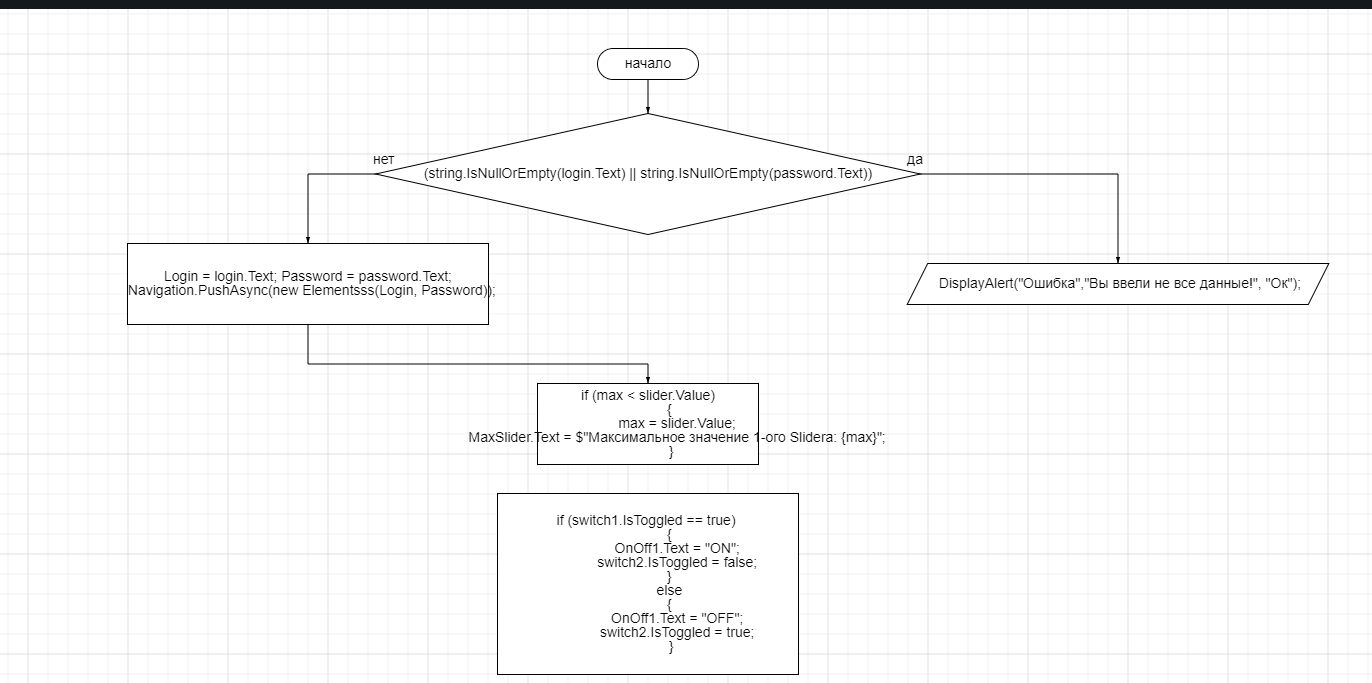 начало
нет
да
(string.IsNullOrEmpty(login.Text) || string.IsNullOrEmpty(password.Text))
Login = login.Text; Password = password.Text;
Navigation.PushAsync(new Elementsss(Login, Password));
DisplayAlert("Ошибка","Вы ввели не все данные!", "Ок");
if (max < slider.Value)
{
max = slider.Value;
MaxSlider.Text = $"Максимальное значение 1-ого Slidera: {max}";
}
if (switch1.IsToggled == true)
{
OnOff1.Text = "ON";
switch2.IsToggled = false;
}
else
{
OnOff1.Text = "OFF";
switch2.IsToggled = true;
}